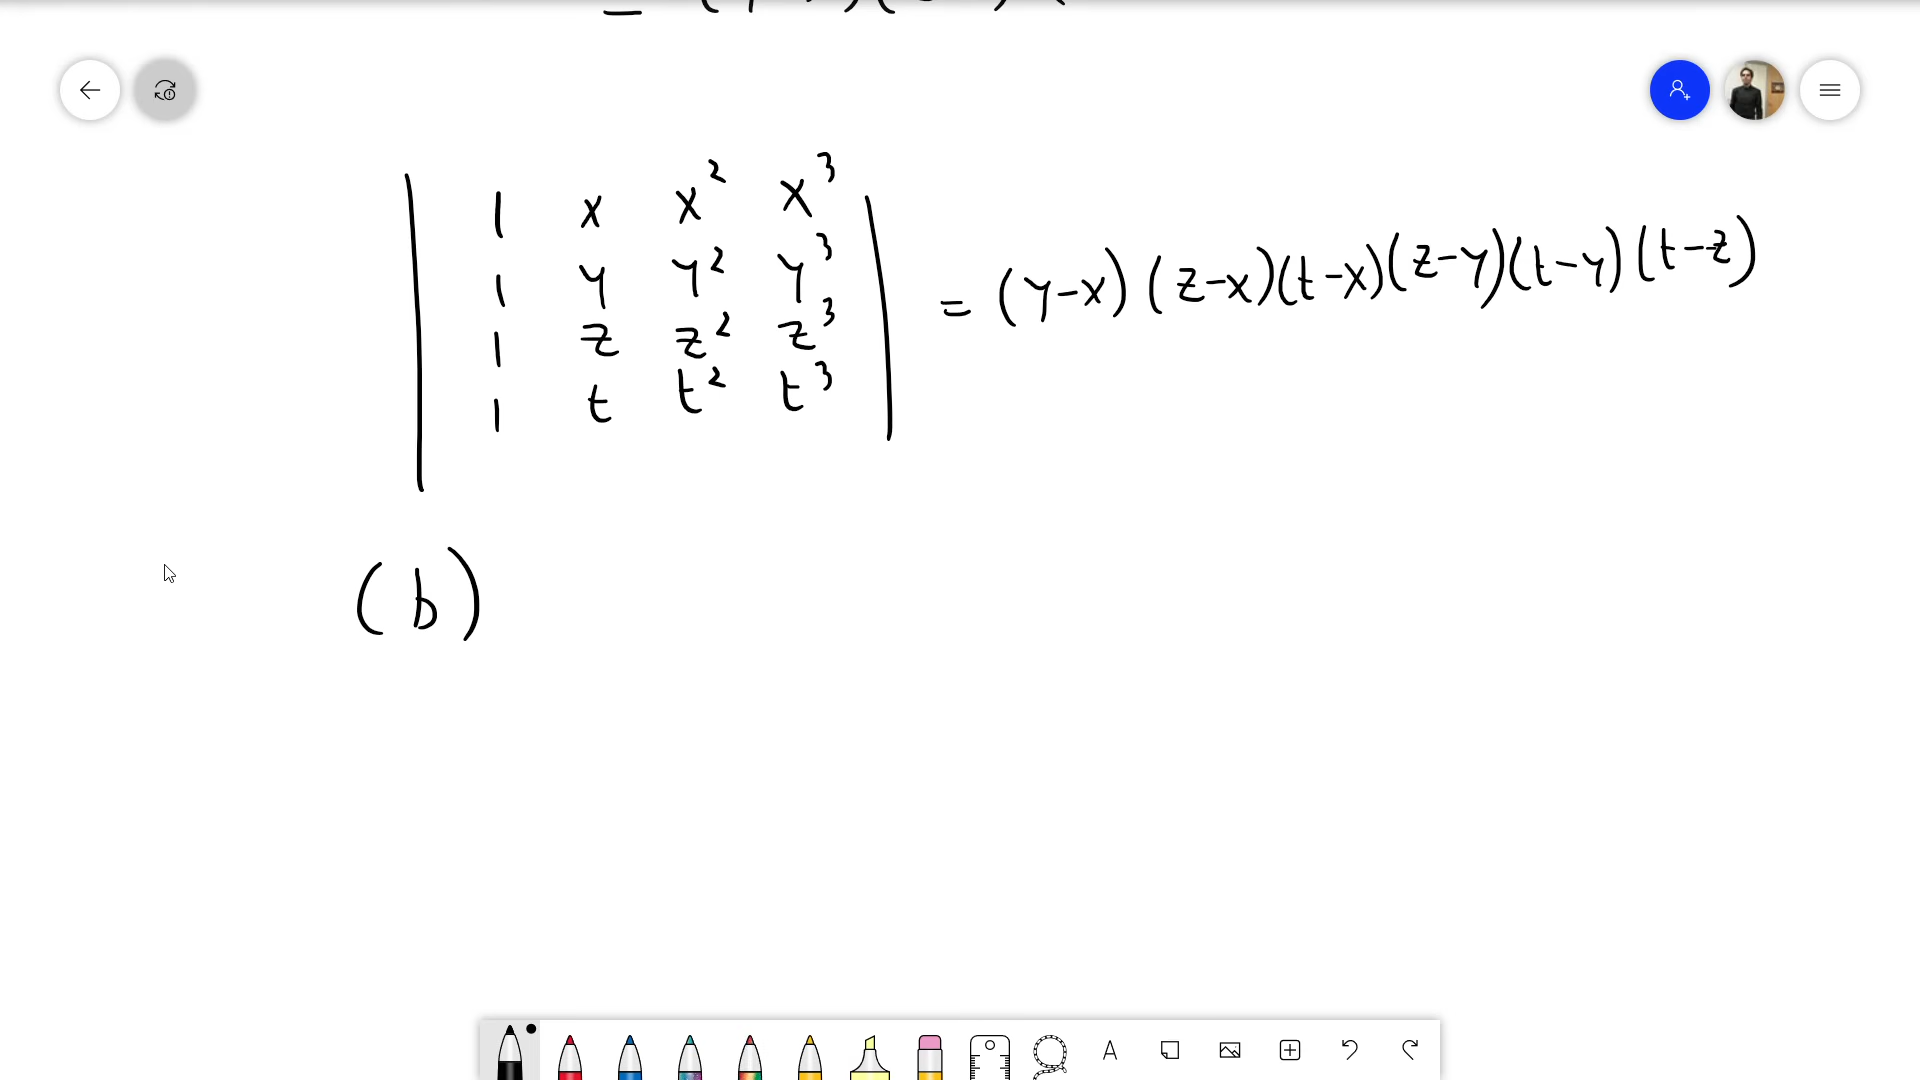 | 1 x x² x³ |
| 1 y y² y³ | = (y-x)(z-x)(t-x)(z-y)(t-y)(t-z)
| 1 z z² z³ |
| 1 t t² t³ |
(b)
A